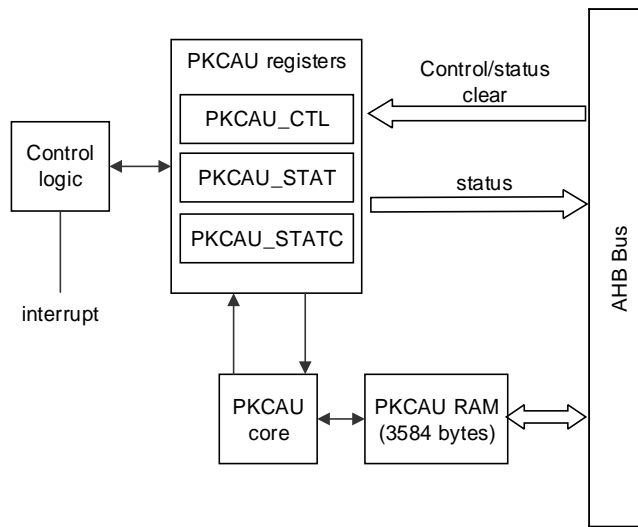 PKCAU registers
PKCAU_CTL
PKCAU_STAT
PKCAU_STATC
Control
logic
interrupt
Control/status
clear
status
AHB Bus
PKCAU
core
PKCAU RAM
(3584 bytes)